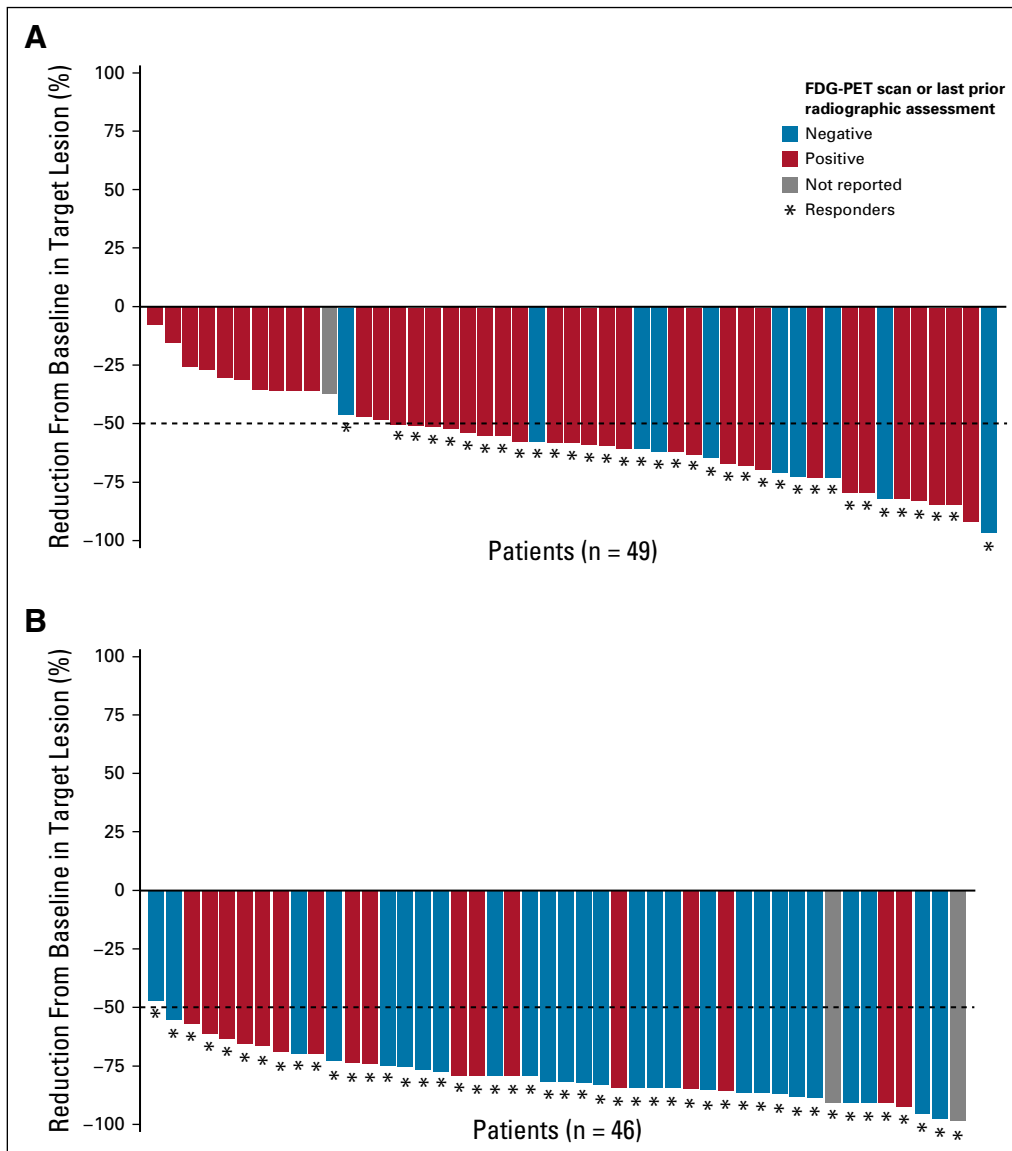 A
Reduction From Baseline in Target Lesion (%)
100
75
50
25
0
−25
−50
−75
−100
FDG-PET scan or last prior
radiographic assessment
Negative
Positive
Not reported
* Responders
Patients (n = 49)
B
Reduction From Baseline in Target Lesion (%)
100
75
50
25
0
−25
−50
−75
−100
Patients (n = 46)